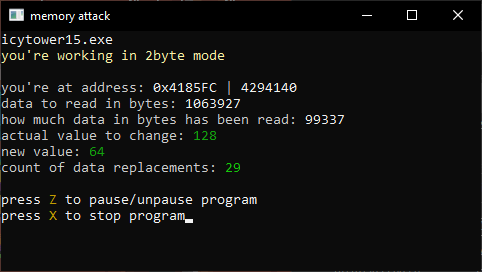 memory attack
icytower15.exe
you're working in 2byte mode
you're at address: 0x4185FC | 4294140
data to read in bytes: 1063927
how much data in bytes has been read: 99337
actual value to change: 128
new value: 64
count of data replacements: 29
press Z to pause/unpause program
press X to stop program